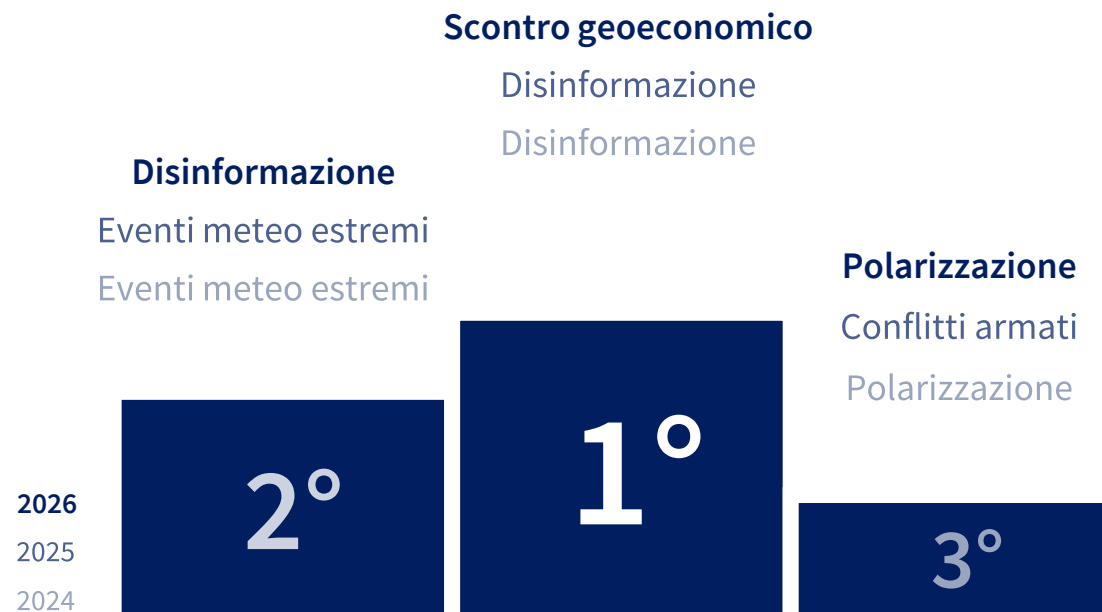 Scontro geoeconomico
Disinformazione
Disinformazione
Disinformazione
Eventi meteo estremi
Eventi meteo estremi
Polarizzazione
Conflitti armati
Polarizzazione
1°
2°
3°
2026
2025
2024